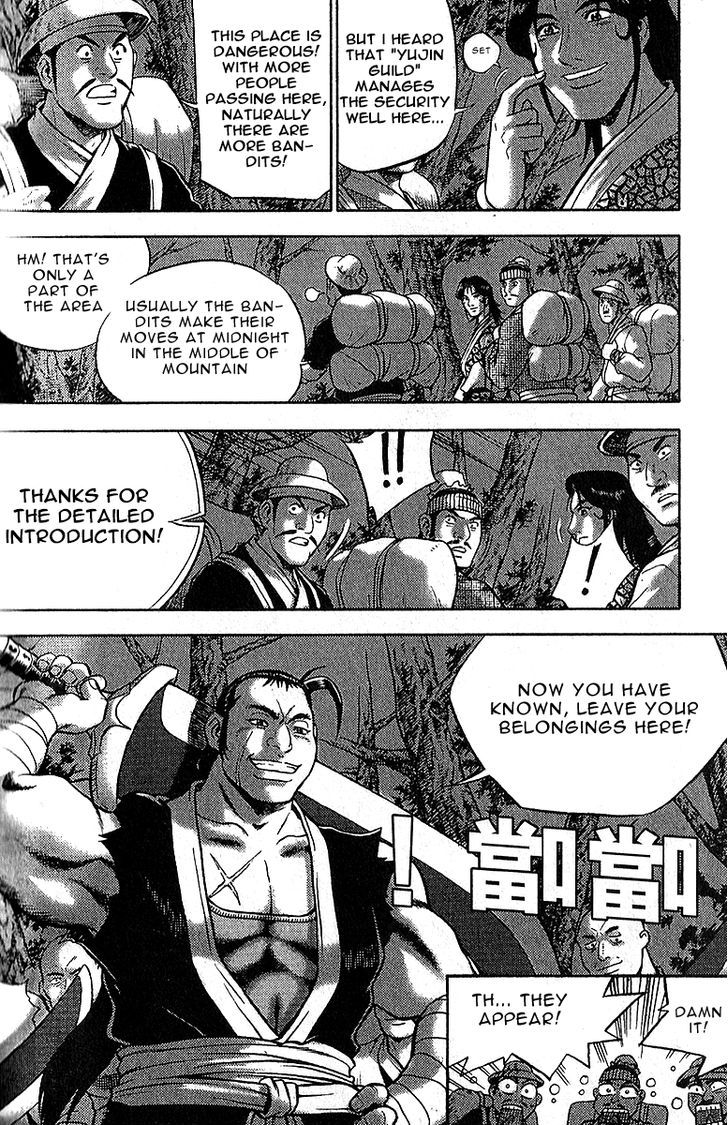 BUT I HEARD
THAT "YUJIN
GUILD"
MANAGES
THE SECURITY
WELL HERE...
SET
THIS PLACE IS
DANGEROUS!
WITH MORE
PEOPLE
PASSING HERE,
NATURALLY
THERE ARE
MORE BAN-
DITS!
HM! THAT'S
ONLY A
PART OF
THE AREA
USUALLY THE BAN-
DITS MAKE THEIR
MOVES AT MIDNIGHT
IN THE MIDDLE OF
MOUNTAIN
!!
!
THANKS FOR
THE DETAILED
INTRODUCTION!
NOW YOU HAVE
KNOWN, LEAVE YOUR
BELONGINGS HERE!
! 噹噹
DAMN
IT!
TH... THEY
APPEAR!